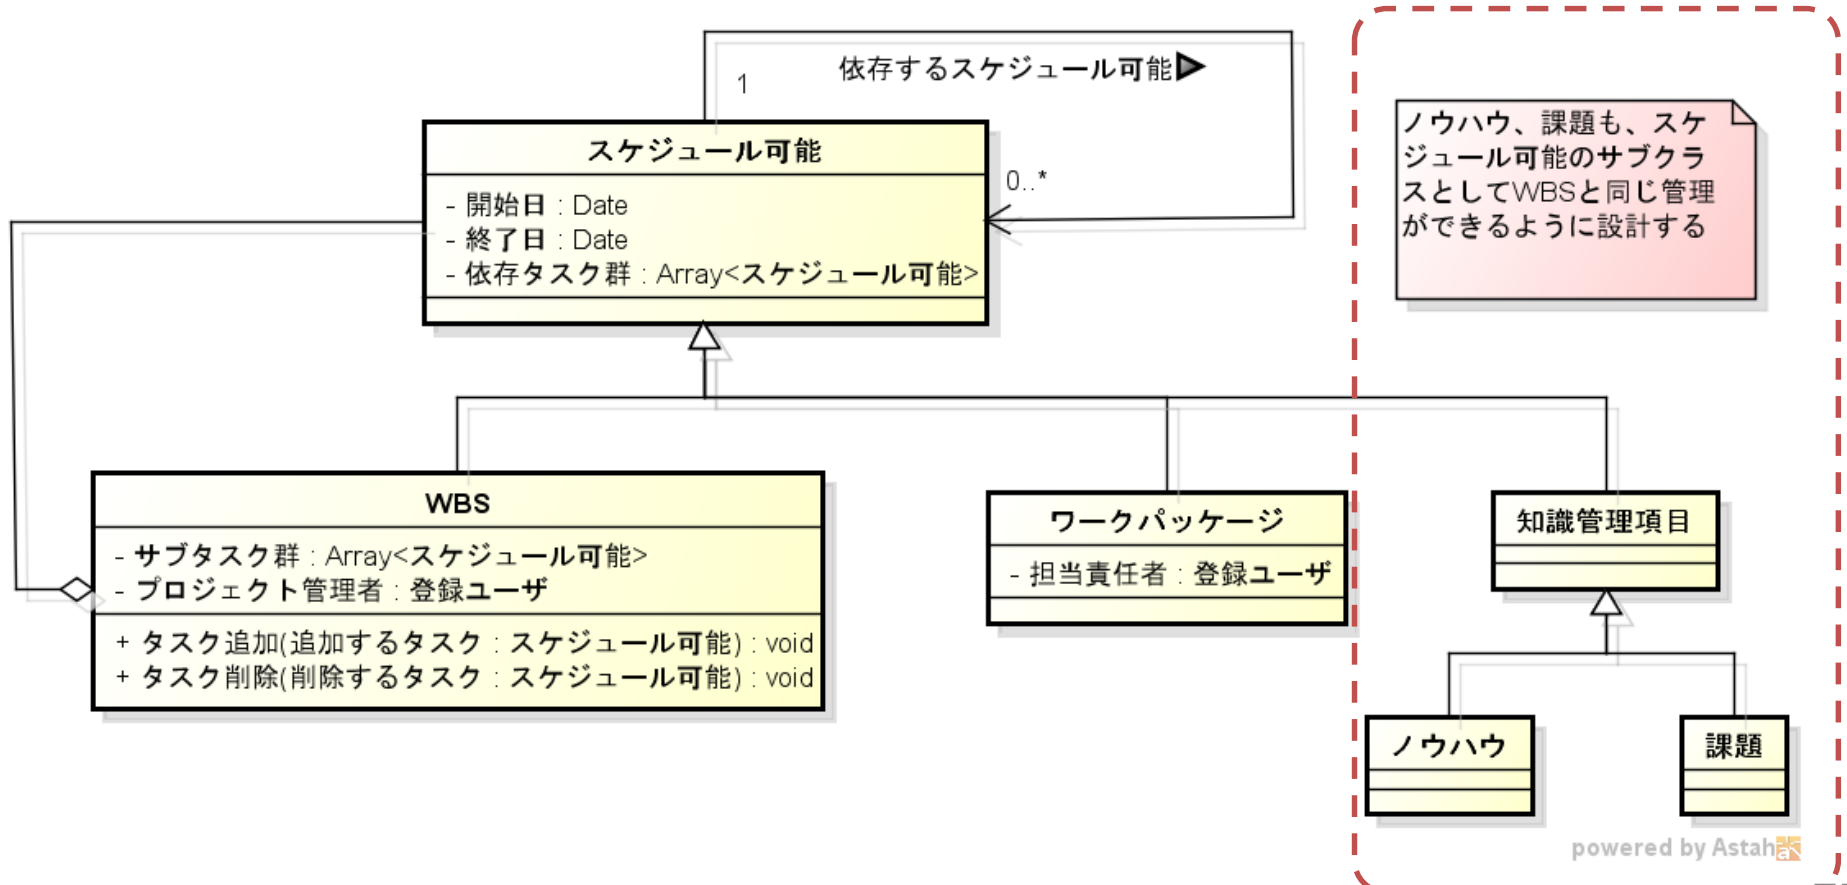 依存するスケジュール可能
1
スケジュール可能
- 開始日 : Date
- 終了日 : Date
- 依存タスク群 : Array<スケジュール可能>
0..*
ノウハウ、課題も、スケ
ジュール可能のサブクラ
スとしてWBSと同じ管理
ができるように設計する
WBS
- サブタスク群 : Array<スケジュール可能>
- プロジェクト管理者 : 登録ユーザ
+ タスク追加(追加するタスク : スケジュール可能) : void
+ タスク削除(削除するタスク : スケジュール可能) : void
ワークパッケージ
- 担当責任者 : 登録ユーザ
知識管理項目
ノウハウ
課題
powered by Astah